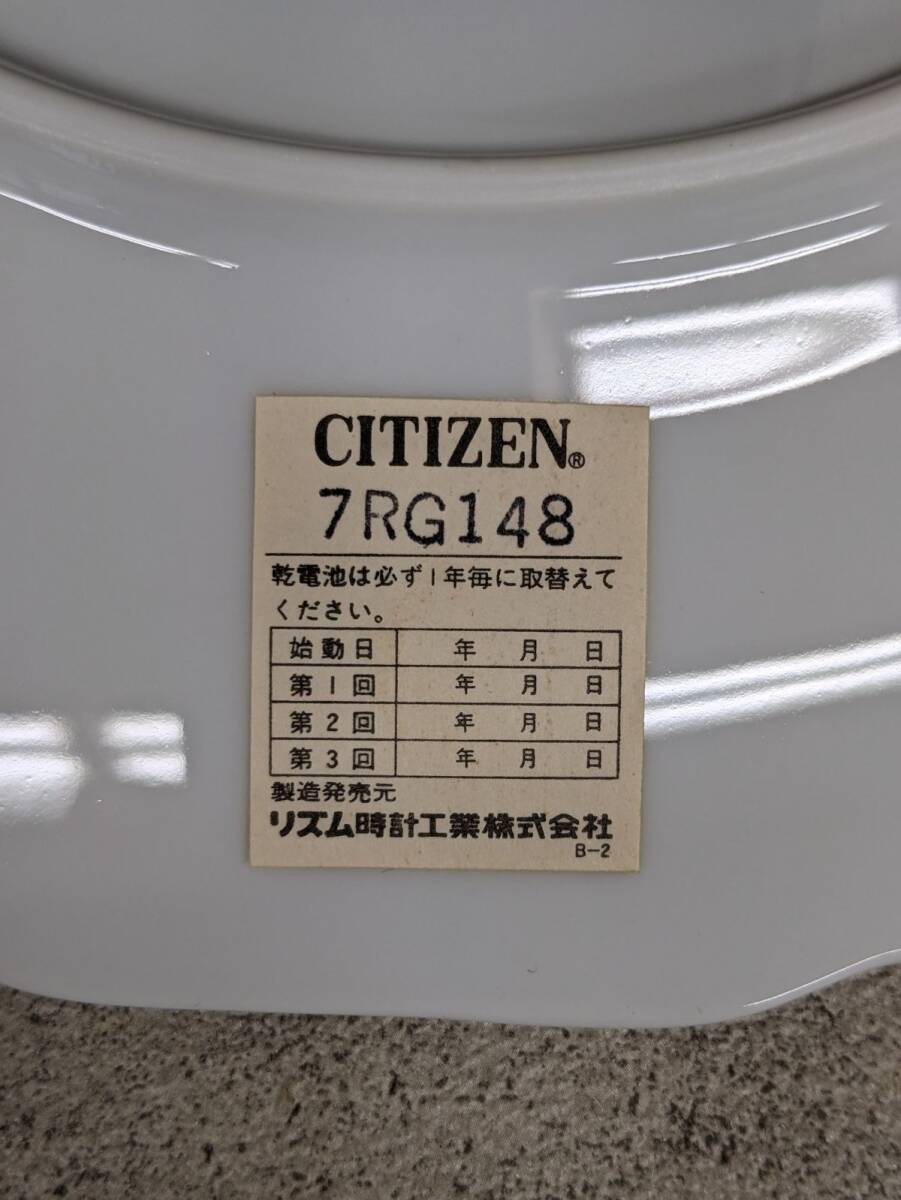 CITIZEN®
7RG148
乾電池は必ず1年毎に取替えて
ください。
始動日 年 月 日
第1回 年 月 日
第2回 年 月 日
第3回 年 月 日
製造発売元
リズム時計工業株式会社
B-2